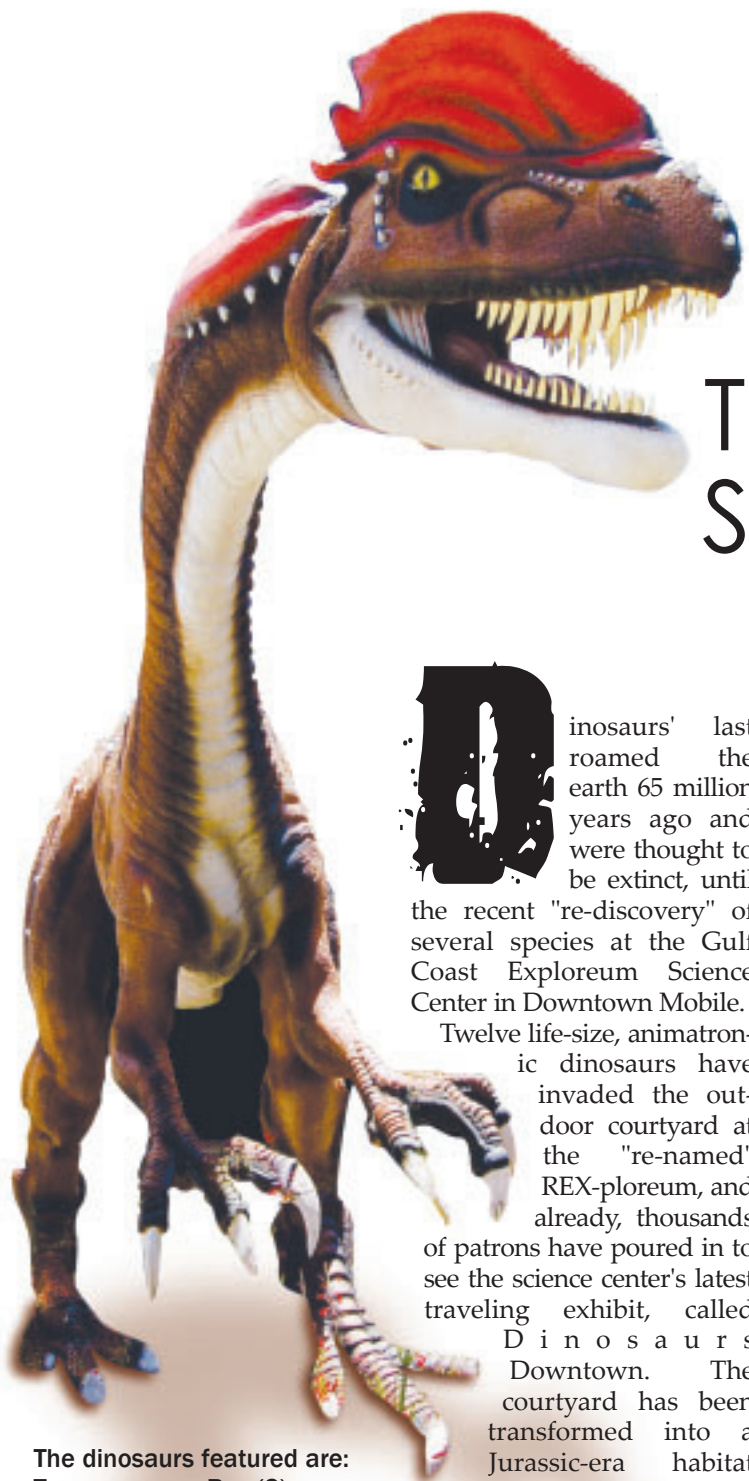 T
S
Dinosaurs' last
roamed the
earth 65 million
years ago and
were thought to
be extinct, until
the recent "re-discovery" of
several species at the Gulf
Coast Exploreum Science
Center in Downtown Mobile.
Twelve life-size, animatron-
ic dinosaurs have
invaded the out-
door courtyard at
the "re-named"
REX-ploreum, and
already, thousands
of patrons have poured in to
see the science center's latest
traveling exhibit, called
Dinosaurs
Downtown. The
courtyard has been
transformed into a
Jurassic-era habitat
The dinosaurs featured are: